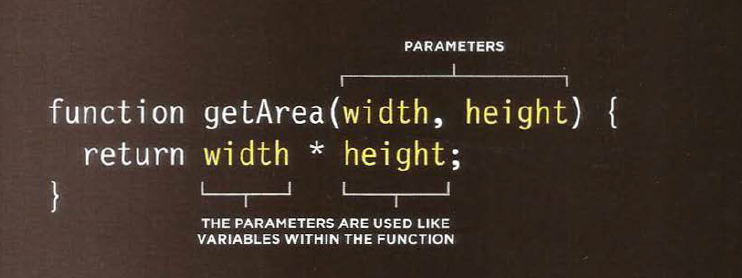 PARAMETERS
function getArea(width, height) {
return width * height;
}
THE PARAMETERS ARE USED LIKE
VARIABLES WITHIN THE FUNCTION